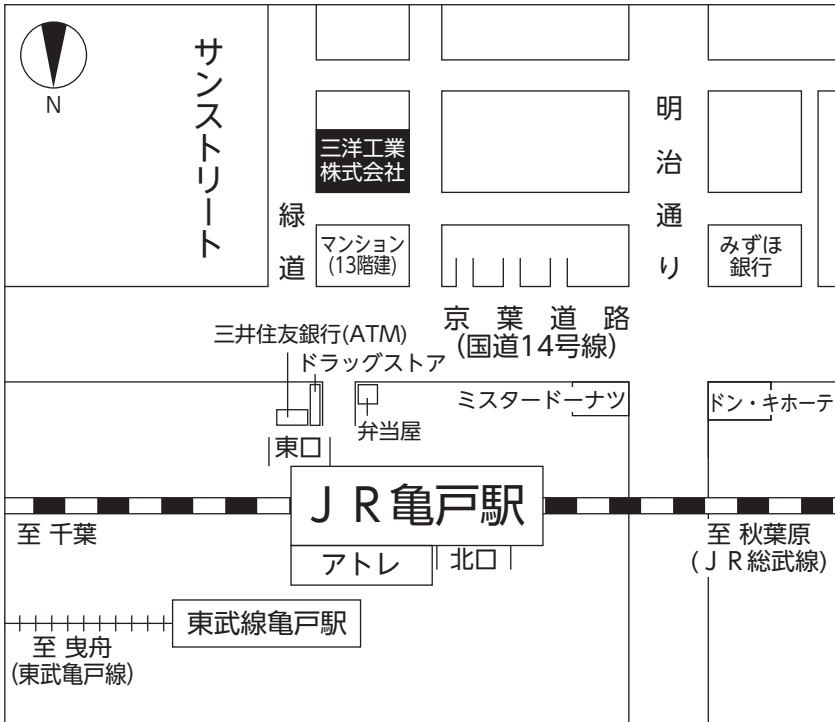 N
サンストリート
三洋工業
株式会社
明治通り
緑道
マンション
(13階建)
みずほ
銀行
京葉道路
(国道14号線)
三井住友銀行(ATM)
ドラッグストア
弁当屋
ミスタードーナツ
ドン・キホーテ
東口
ＪＲ亀戸駅
至 千葉
至 秋葉原
(ＪＲ総武線)
アトレ
北口
東武線亀戸駅
至 曳舟
(東武亀戸線)